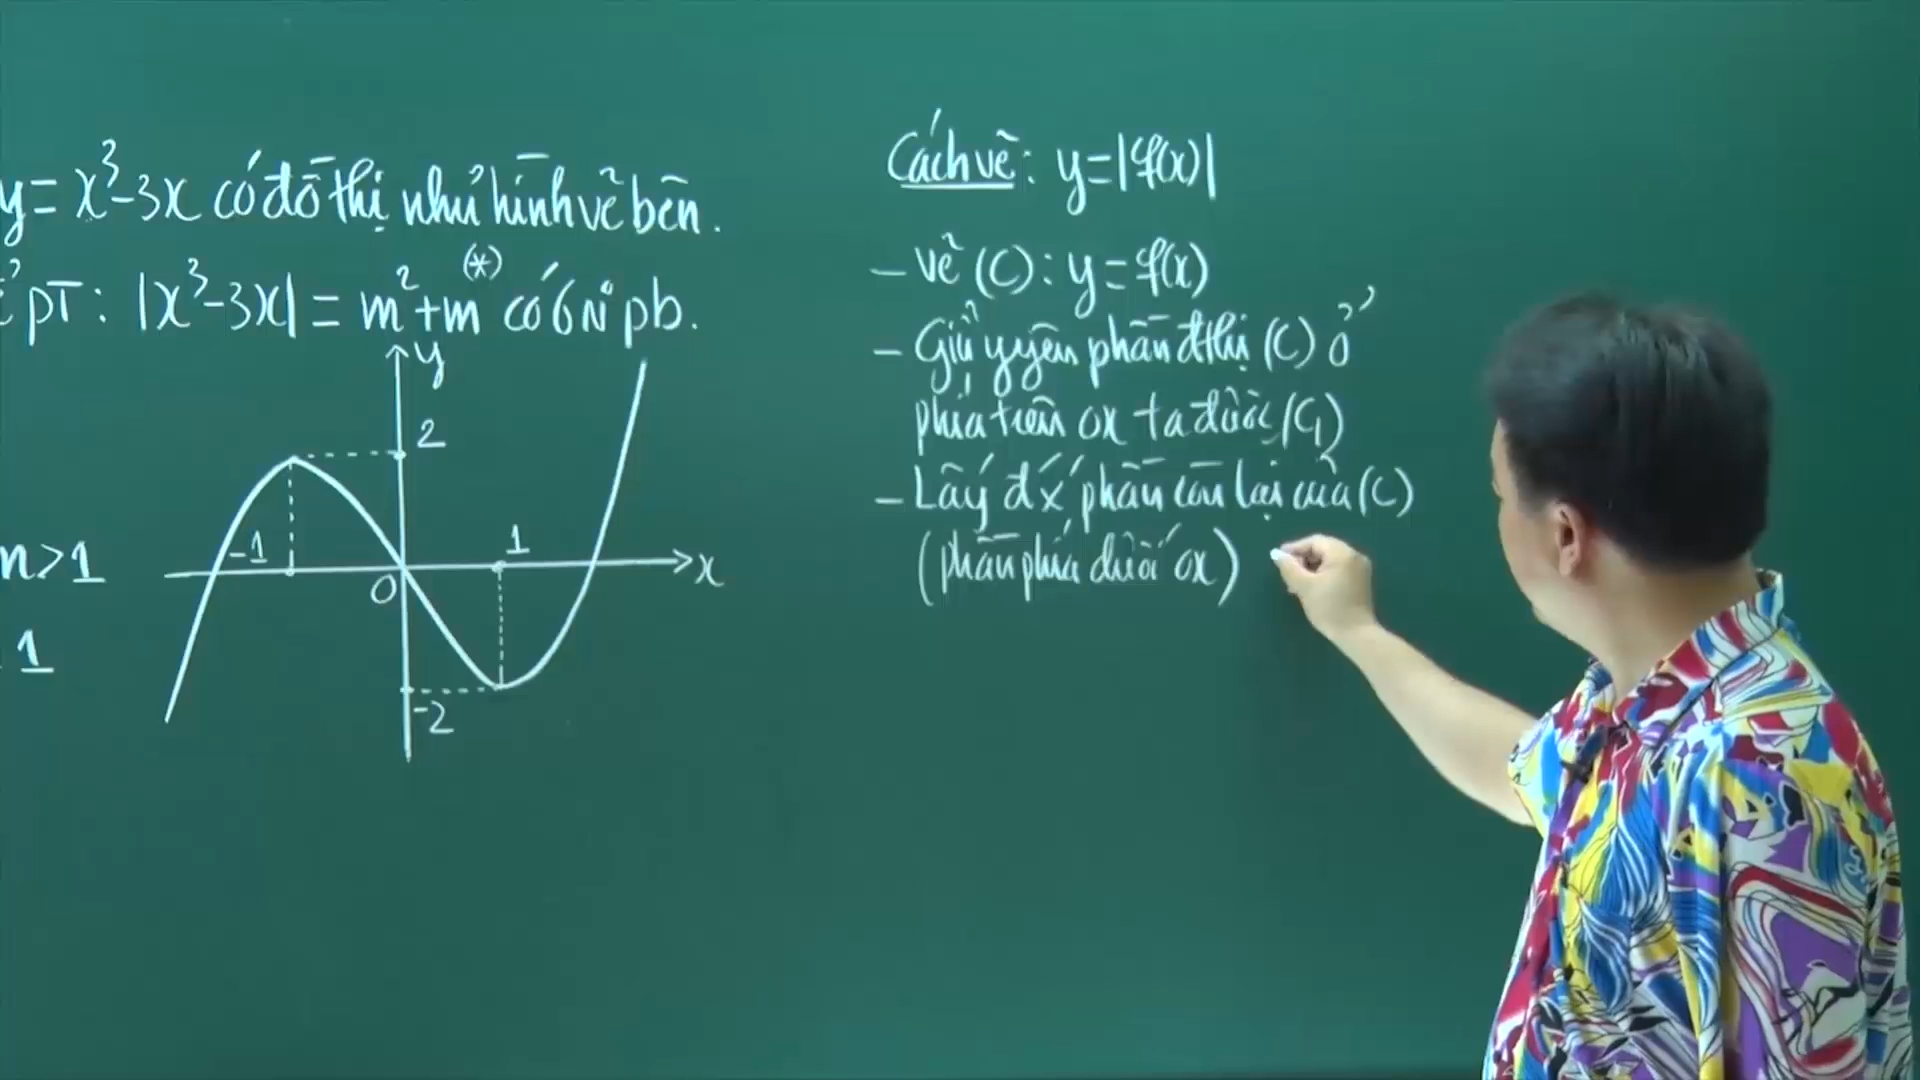 y = x³-3x có đồ thị như hình vẽ bên.
pT: |x³-3x| = m²+m (*) có 6 N° pb.
y
2
-1
1
x
0
-2
m>1
1
Cách vẽ: y=|f(x)|
- Vẽ (C): y = f(x)
- Giữ nguyên phần đthị (C) ở
phía trên ox ta được (C₁)
- Lấy đx phần còn lại của (C)
(phần phía dưới ox)